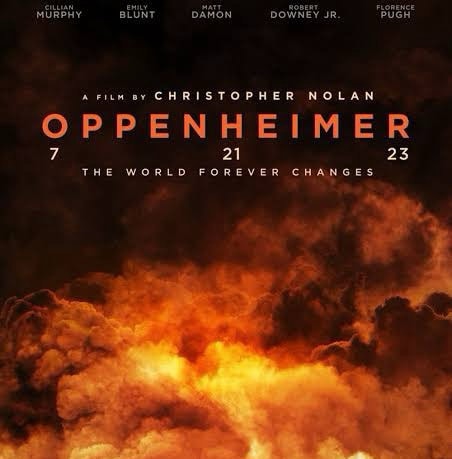 CILLIAN MURPHY
EMILY BLUNT
MATT DAMON
ROBERT DOWNEY JR.
FLORENCE PUGH
A FILM BY CHRISTOPHER NOLAN
OPPENHEIMER
7 21 23
THE WORLD FOREVER CHANGES